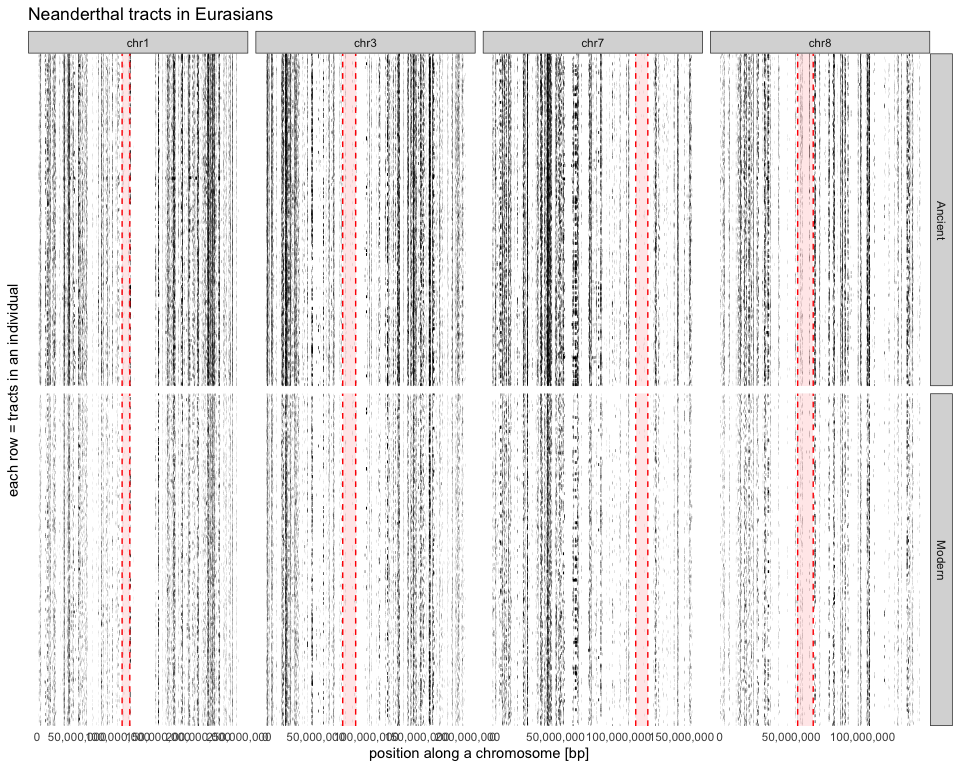 Neanderthal tracts in Eurasians
chr1 chr3 chr7 chr8
Ancient
Modern
each row = tracts in an individual
0 50,000,000 100,000,000 150,000,000 200,000,000 250,000,000 0 50,000,000 100,000,000 150,000,000 200,000,000 0 50,000,000 100,000,000 150,000,000 0 50,000,000 100,000,000
position along a chromosome [bp]